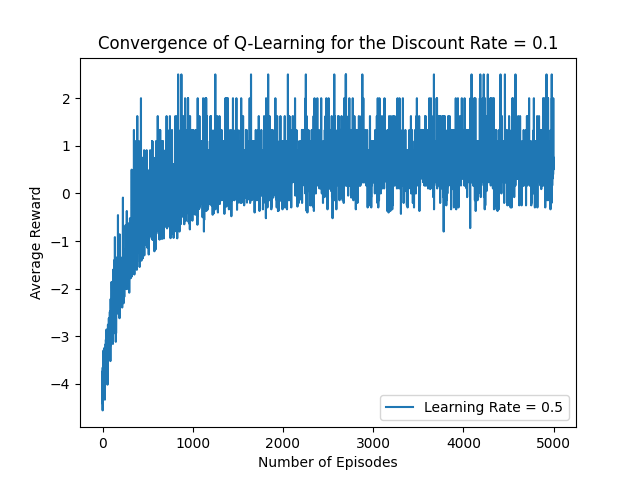 Convergence of Q-Learning for the Discount Rate = 0.1
Average Reward
2
1
0
−1
−2
−3
−4
Learning Rate = 0.5
0 1000 2000 3000 4000 5000
Number of Episodes